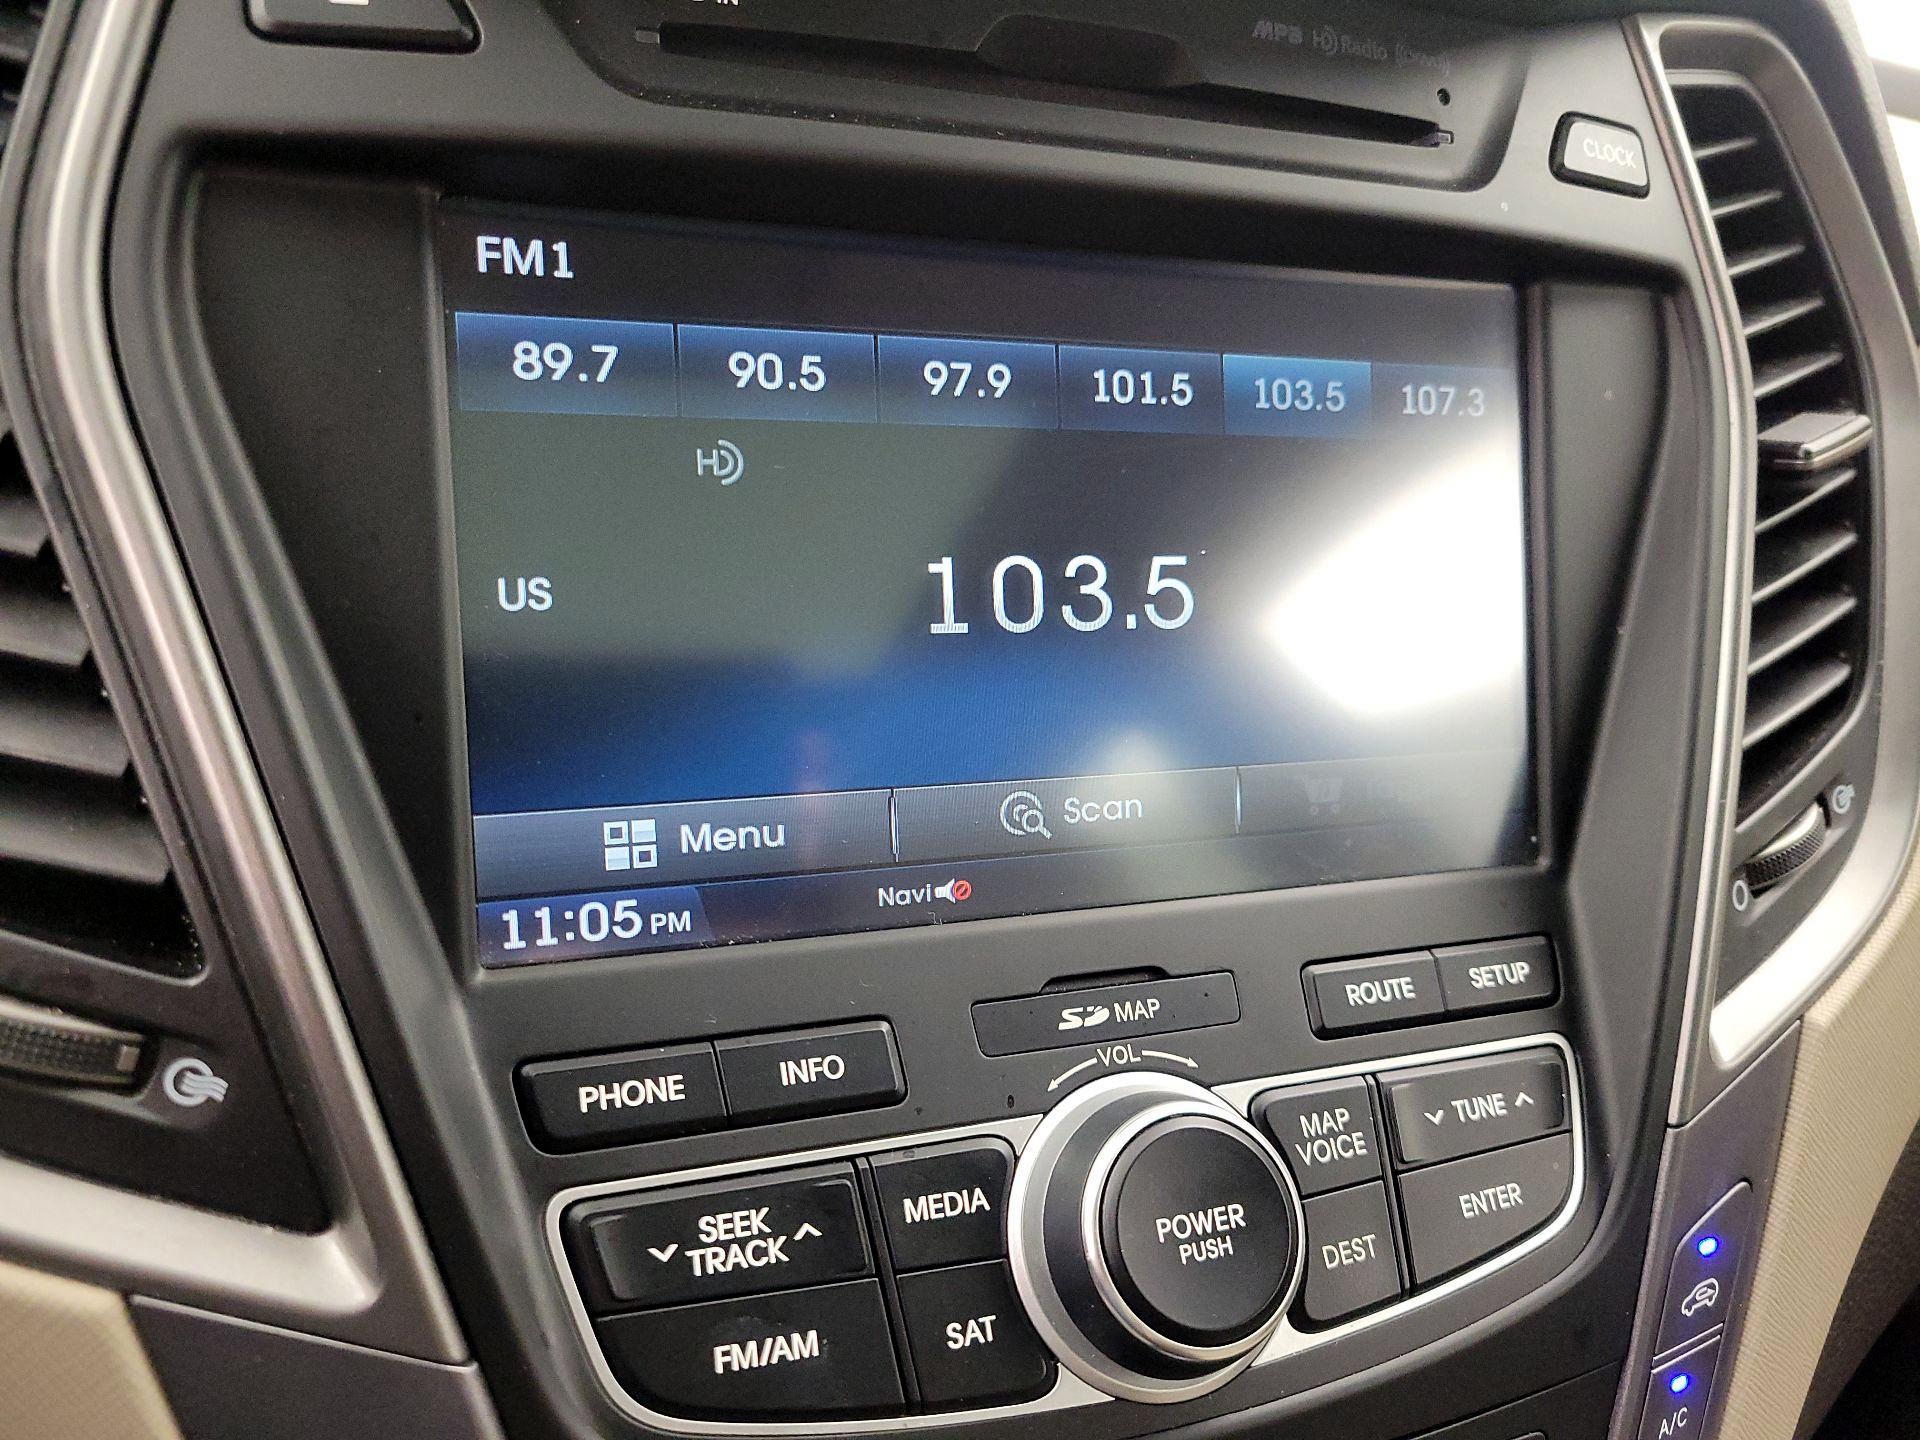 IN
MP3 HD Radio ((XM))
CLOCK
FM1
89.7 90.5 97.9 101.5 103.5 107.3
HD
US
103.5
Menu Scan
11:05 PM Navi
SD MAP
ROUTE SETUP
PHONE INFO
VOL
MAP
VOICE
TUNE
SEEK
TRACK
MEDIA
POWER
PUSH
DEST
ENTER
FM/AM
SAT
A/C